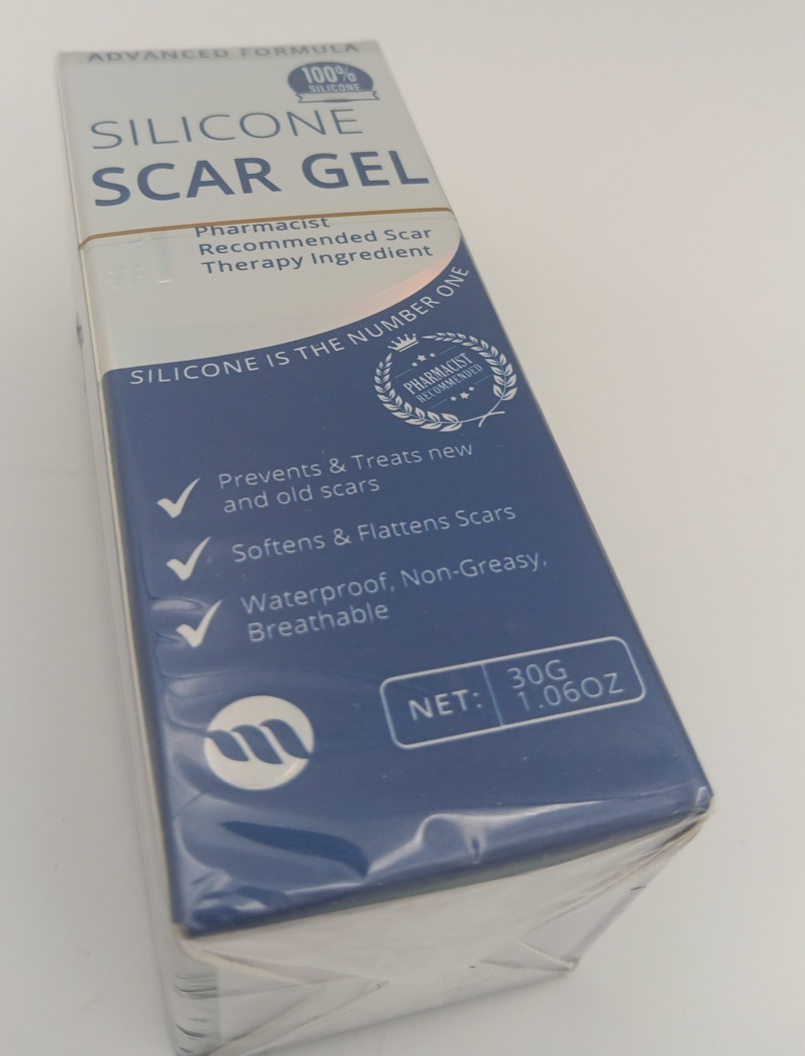 ADVANCED FORMULA
100%
SILICONE
SILICONE
SCAR GEL
Pharmacist
Recommended Scar
Therapy Ingredient
SILICONE IS THE NUMBER ONE
PHARMACIST
RECOMMENDED
Prevents & Treats new
and old scars
Softens & Flattens Scars
Waterproof, Non-Greasy,
Breathable
NET:
30G
1.06OZ